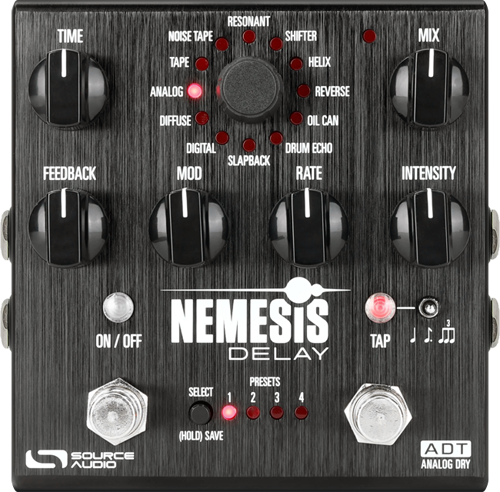 RESONANT
TIME
NOISE TAPE
SHIFTER
MIX
TAPE
HELIX
ANALOG
REVERSE
DIFFUSE
OIL CAN
DIGITAL
DRUM ECHO
SLAPBACK
FEEDBACK
MOD
RATE
INTENSITY
NEMESIS
DELAY
ON / OFF
TAP
3
PRESETS
SELECT
1 2 3 4
(HOLD) SAVE
SOURCE
AUDIO
ADT
ANALOG DRY